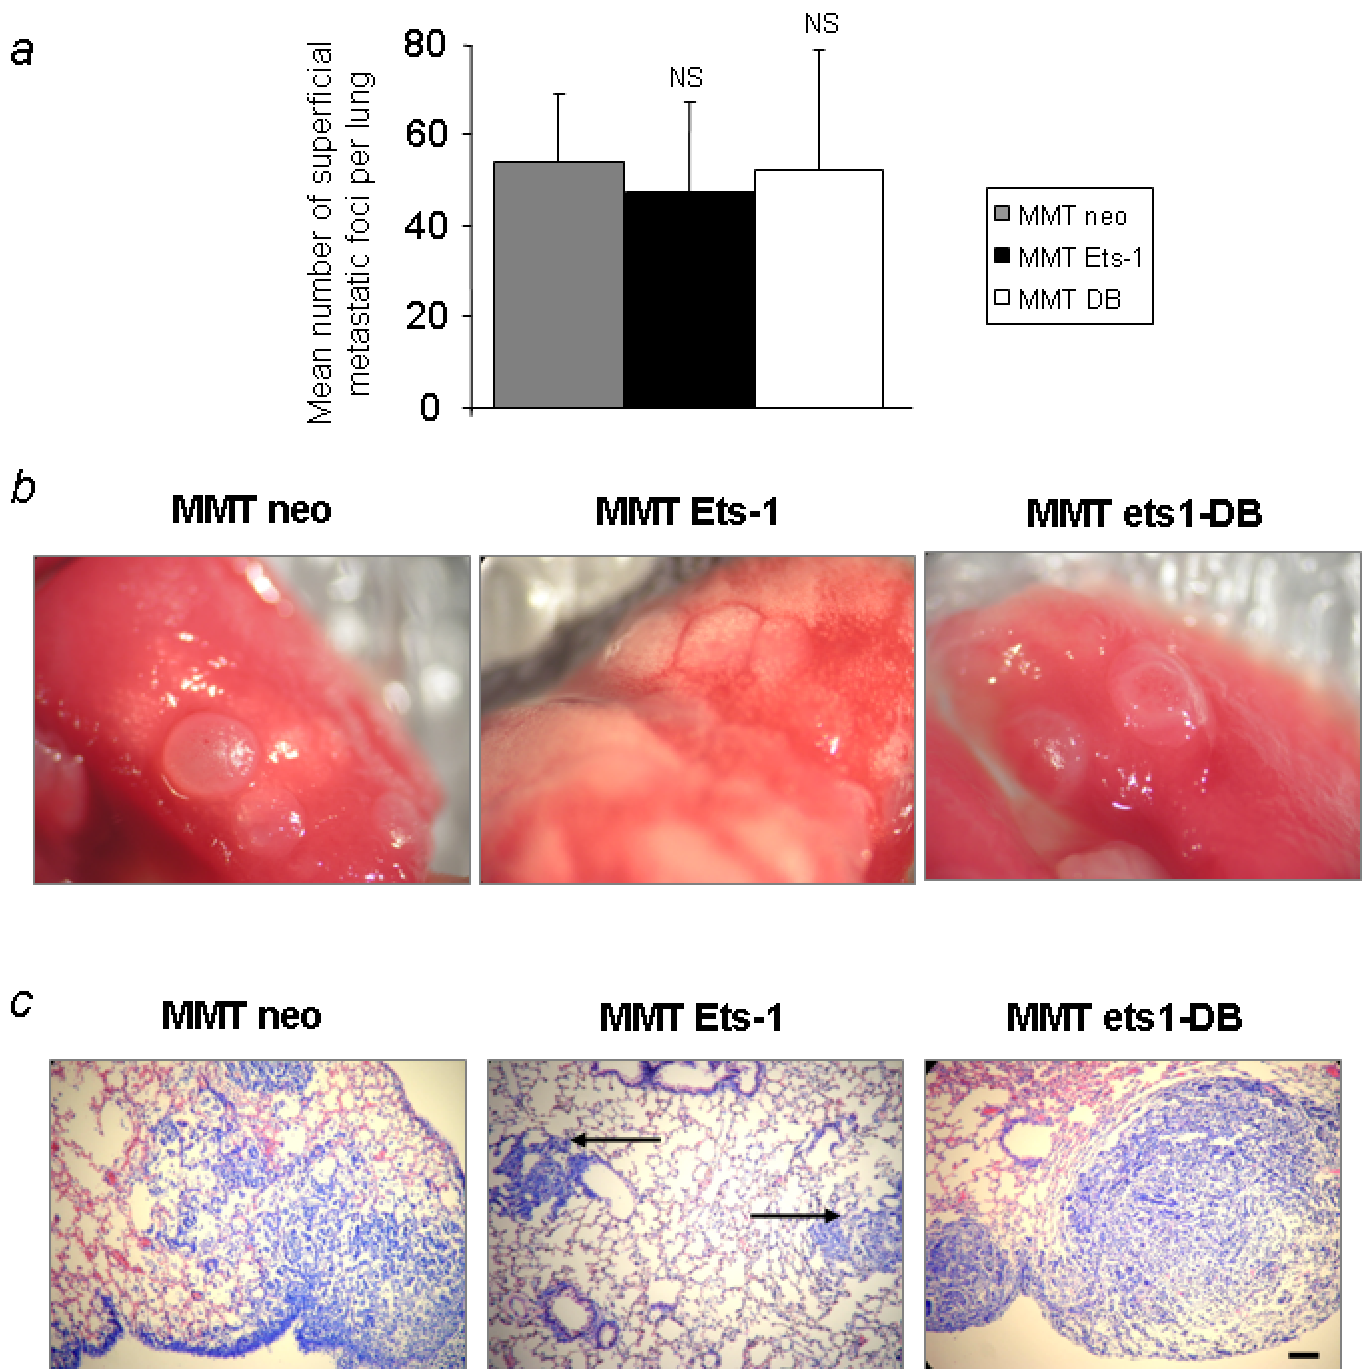 a
Mean number of superficial
metastatic foci per lung
80
60
40
20
0
NS
NS
MMT neo
MMT Ets-1
MMT DB
b
MMT neo
MMT Ets-1
MMT ets1-DB
c
MMT neo
MMT Ets-1
MMT ets1-DB